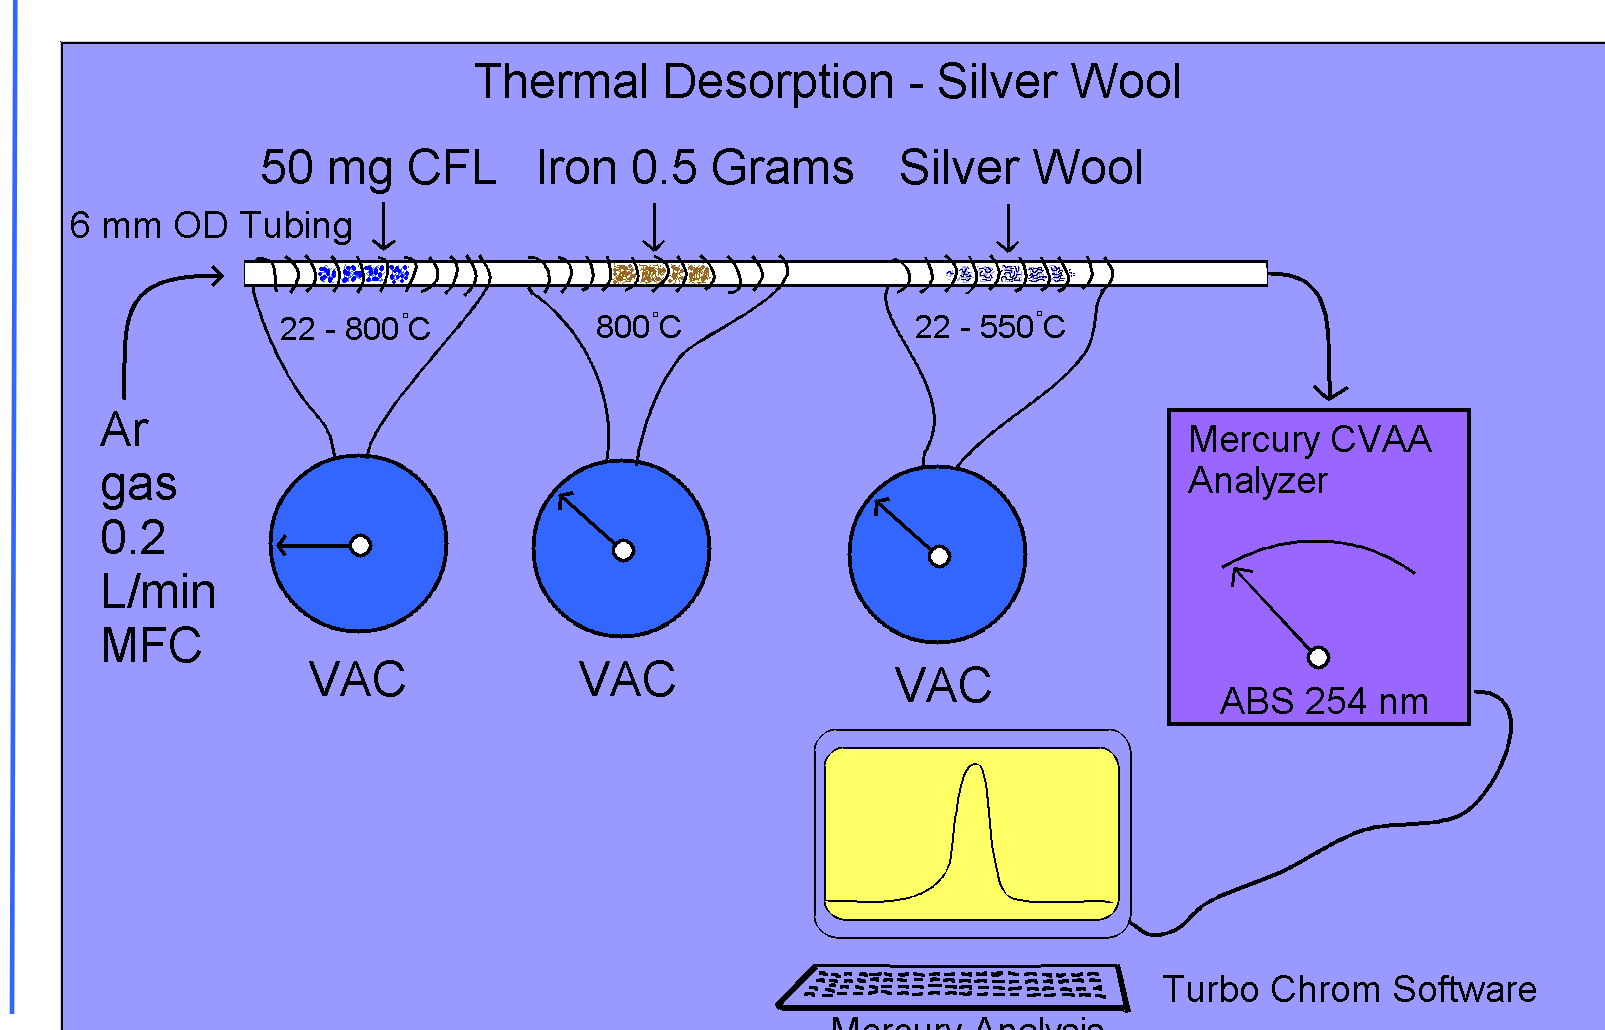 Thermal Desorption - Silver Wool
50 mg CFL
Iron 0.5 Grams
Silver Wool
6 mm OD Tubing
22 - 800°C
800°C
22 - 550°C
Ar
gas
0.2
L/min
MFC
VAC
VAC
VAC
Mercury CVAA
Analyzer
ABS 254 nm
Turbo Chrom Software
Mercury Analysis